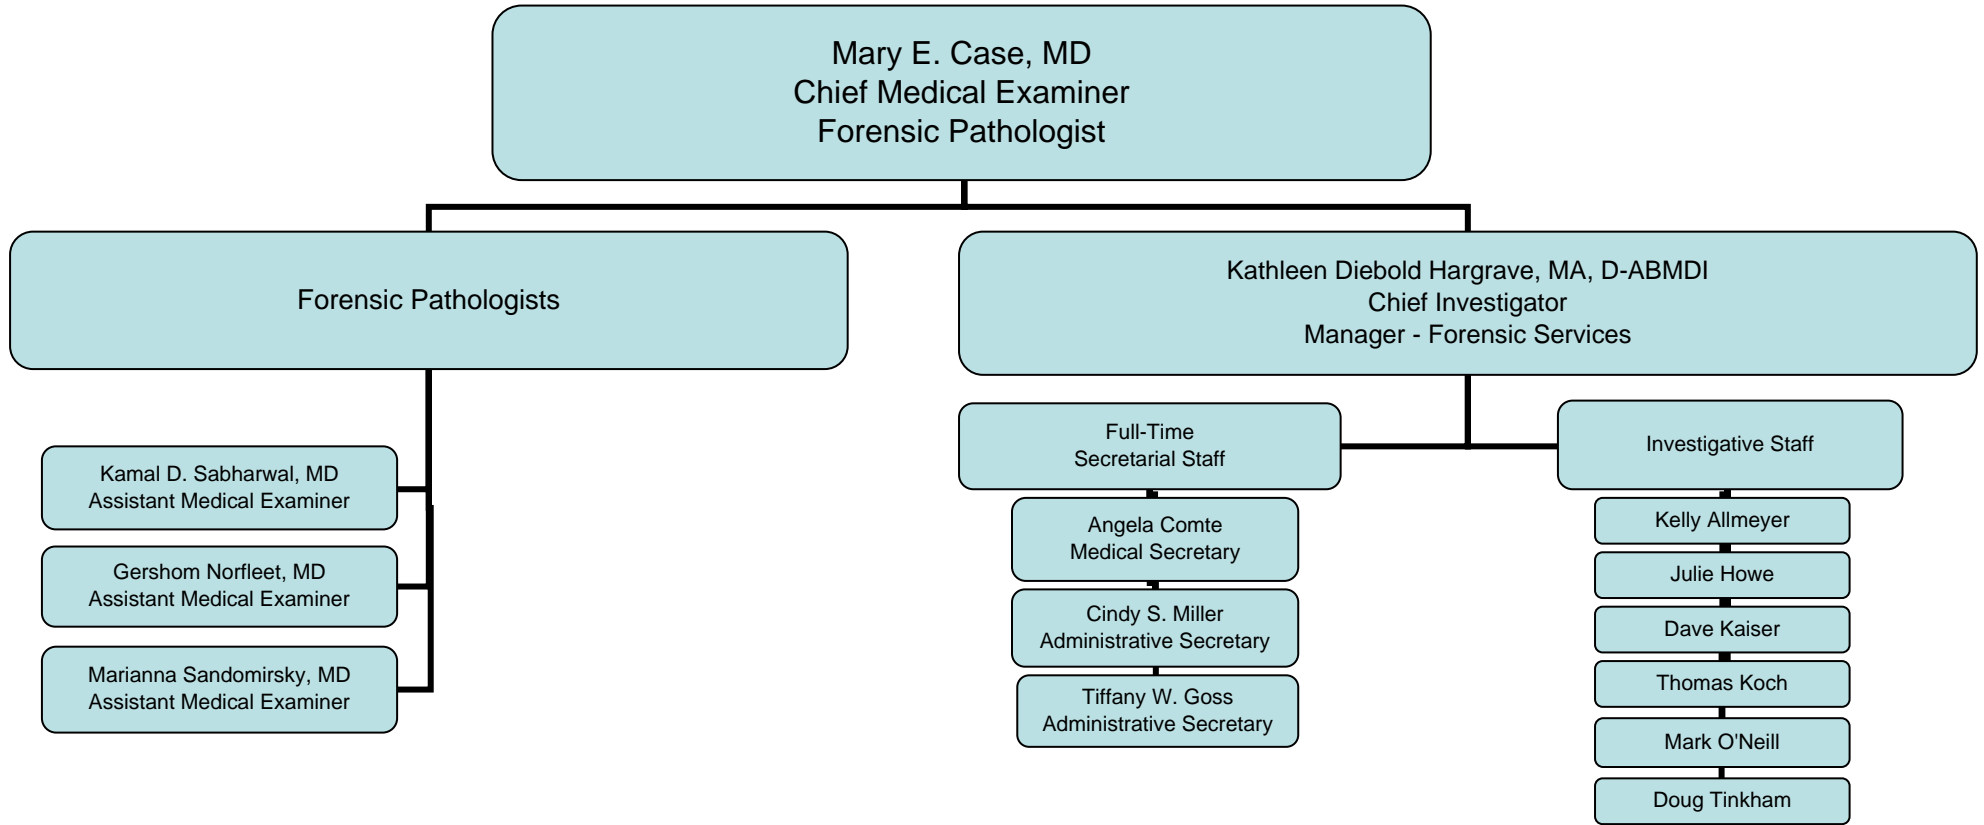 Mary E. Case, MD
Chief Medical Examiner
Forensic Pathologist
Forensic Pathologists
Kamal D. Sabharwal, MD
Assistant Medical Examiner
Gershom Norfleet, MD
Assistant Medical Examiner
Marianna Sandomirsky, MD
Assistant Medical Examiner
Kathleen Diebold Hargrave, MA, D-ABMDI
Chief Investigator
Manager - Forensic Services
Full-Time
Secretarial Staff
Angela Comte
Medical Secretary
Cindy S. Miller
Administrative Secretary
Tiffany W. Goss
Administrative Secretary
Investigative Staff
Kelly Allmeyer
Julie Howe
Dave Kaiser
Thomas Koch
Mark O'Neill
Doug Tinkham